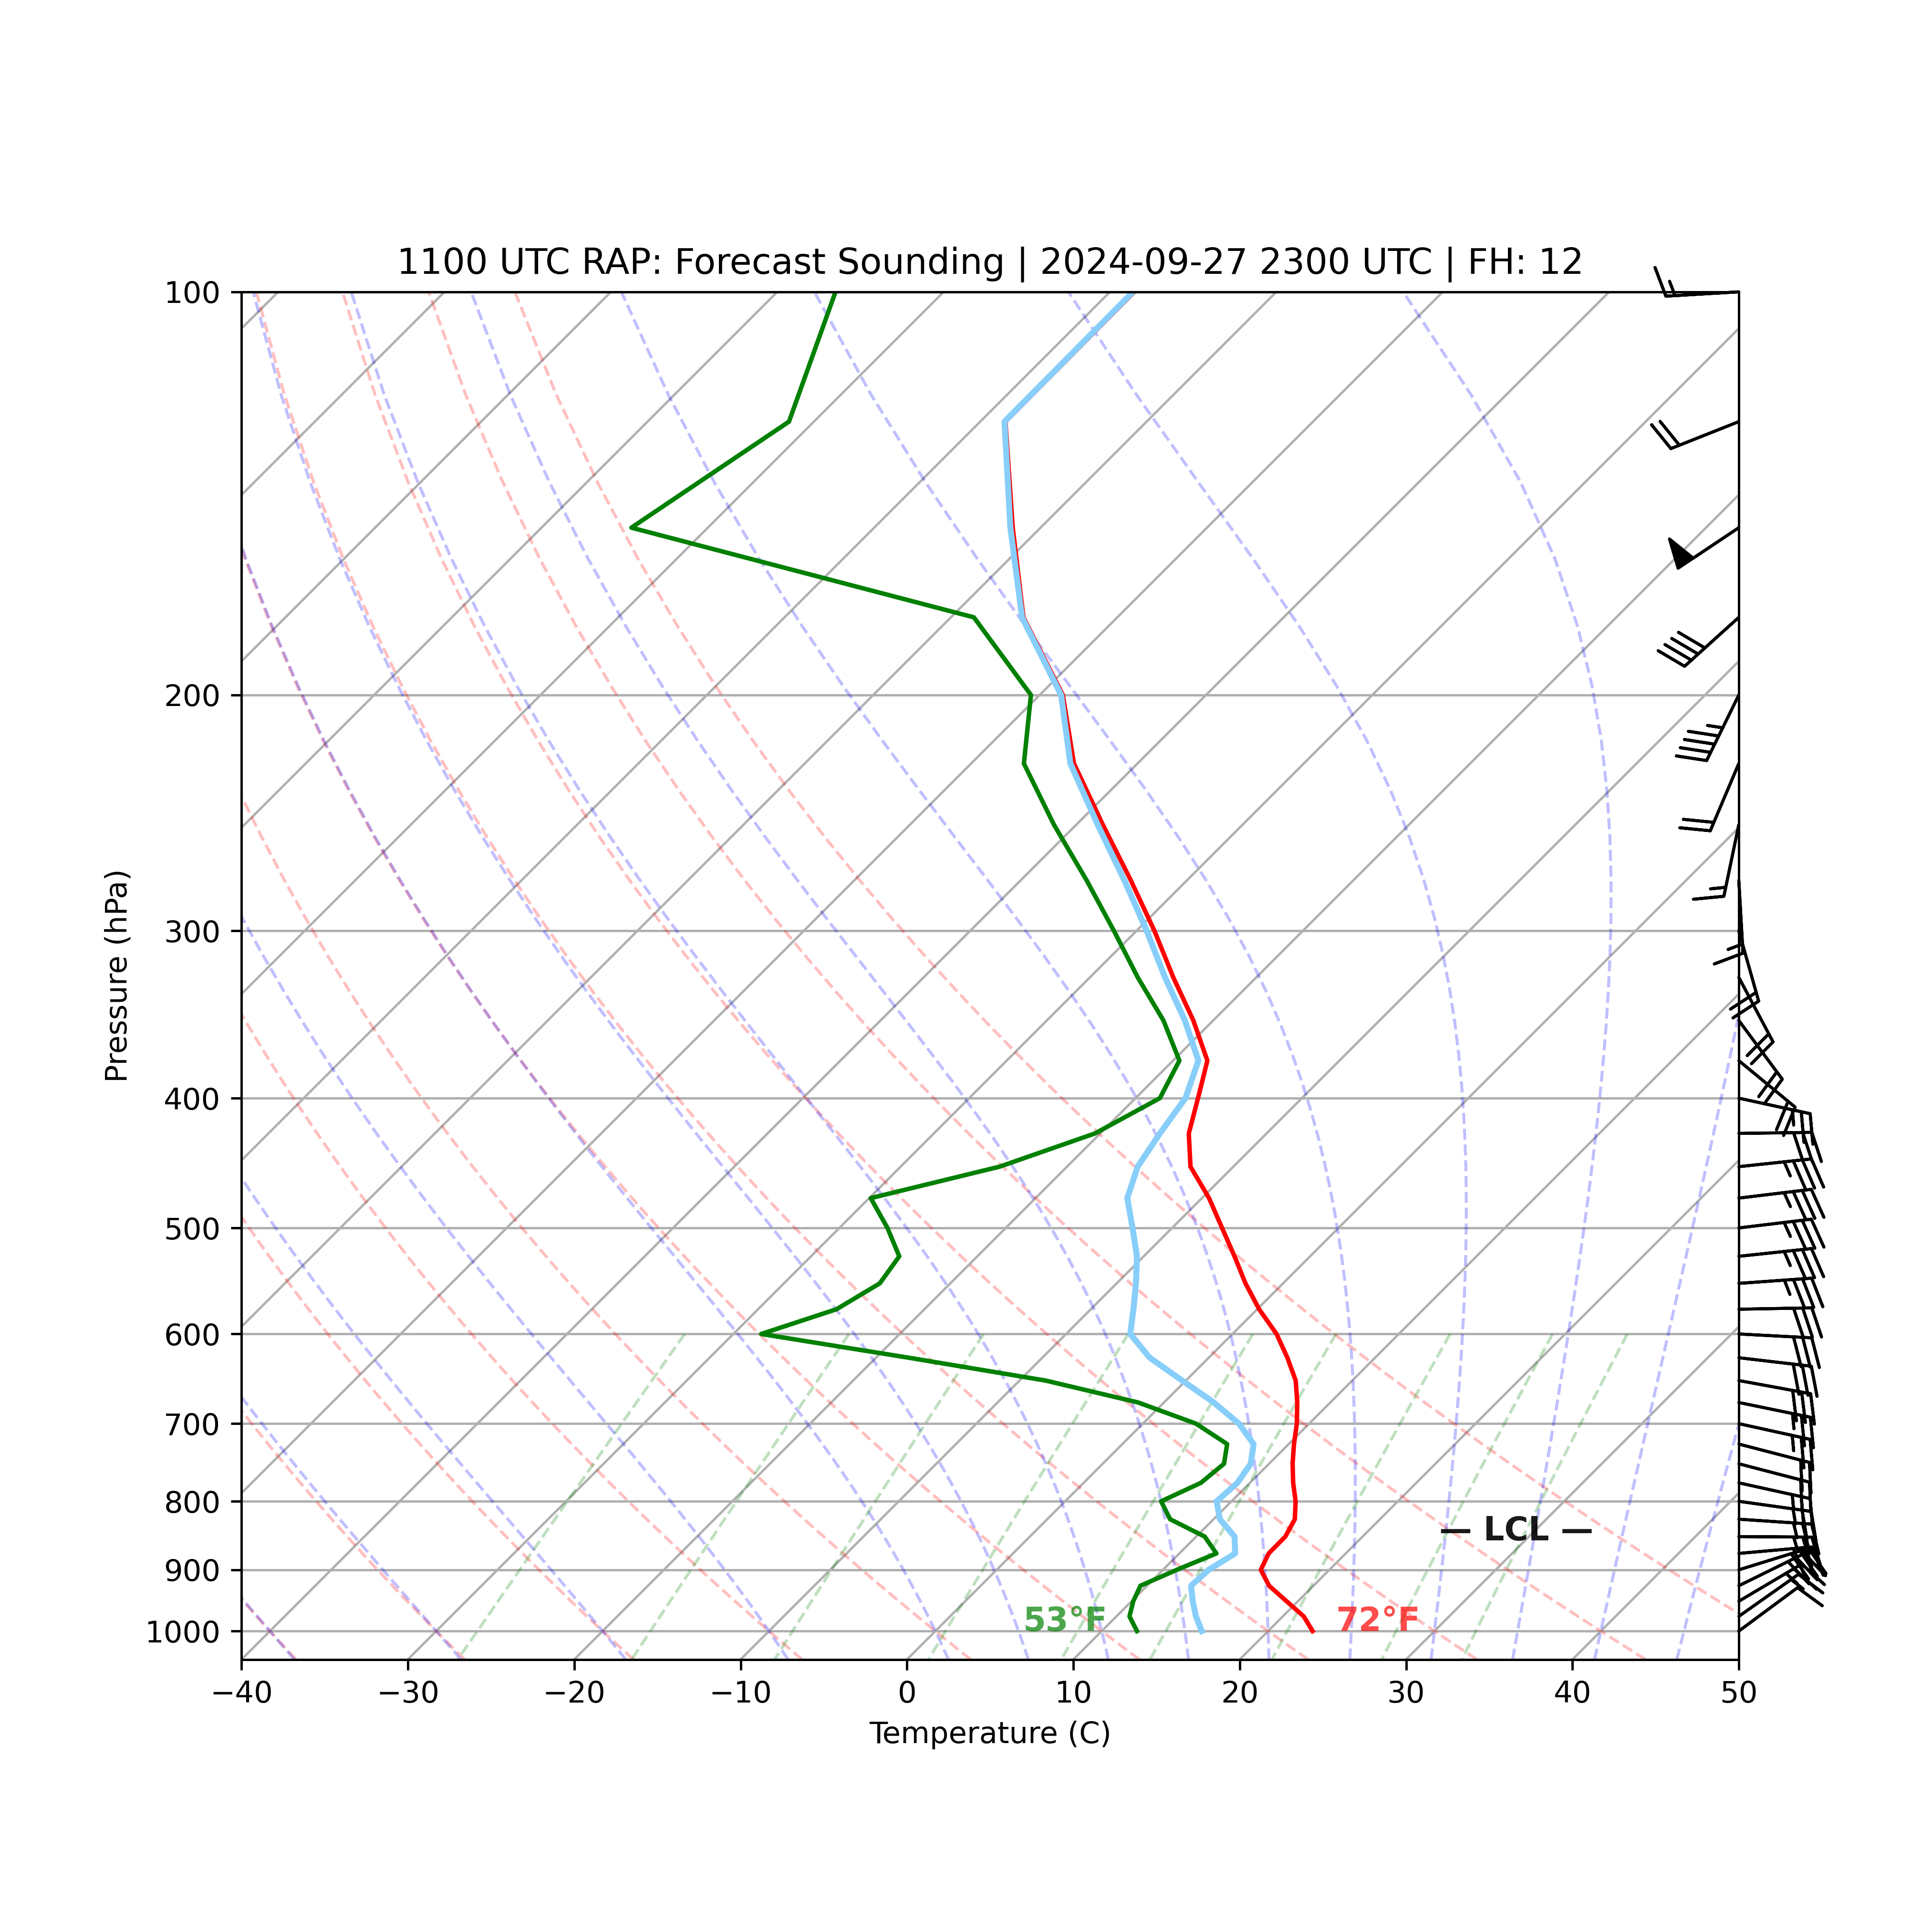 1100 UTC RAP: Forecast Sounding | 2024-09-27 2300 UTC | FH: 12
100
200
300
400
500
600
700
800
900
1000
Pressure (hPa)
— LCL —
53°F
72°F
−40 −30 −20 −10 0 10 20 30 40 50
Temperature (C)